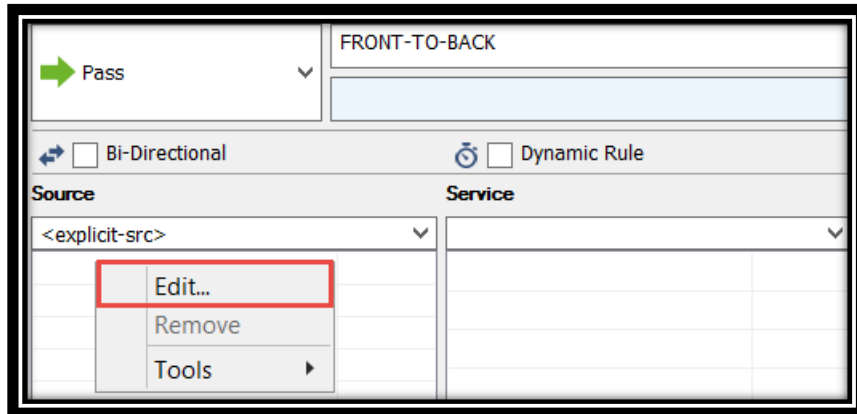 FRONT-TO-BACK
Pass
Bi-Directional
Dynamic Rule
Source
Service
<explicit-src>
Edit...
Remove
Tools